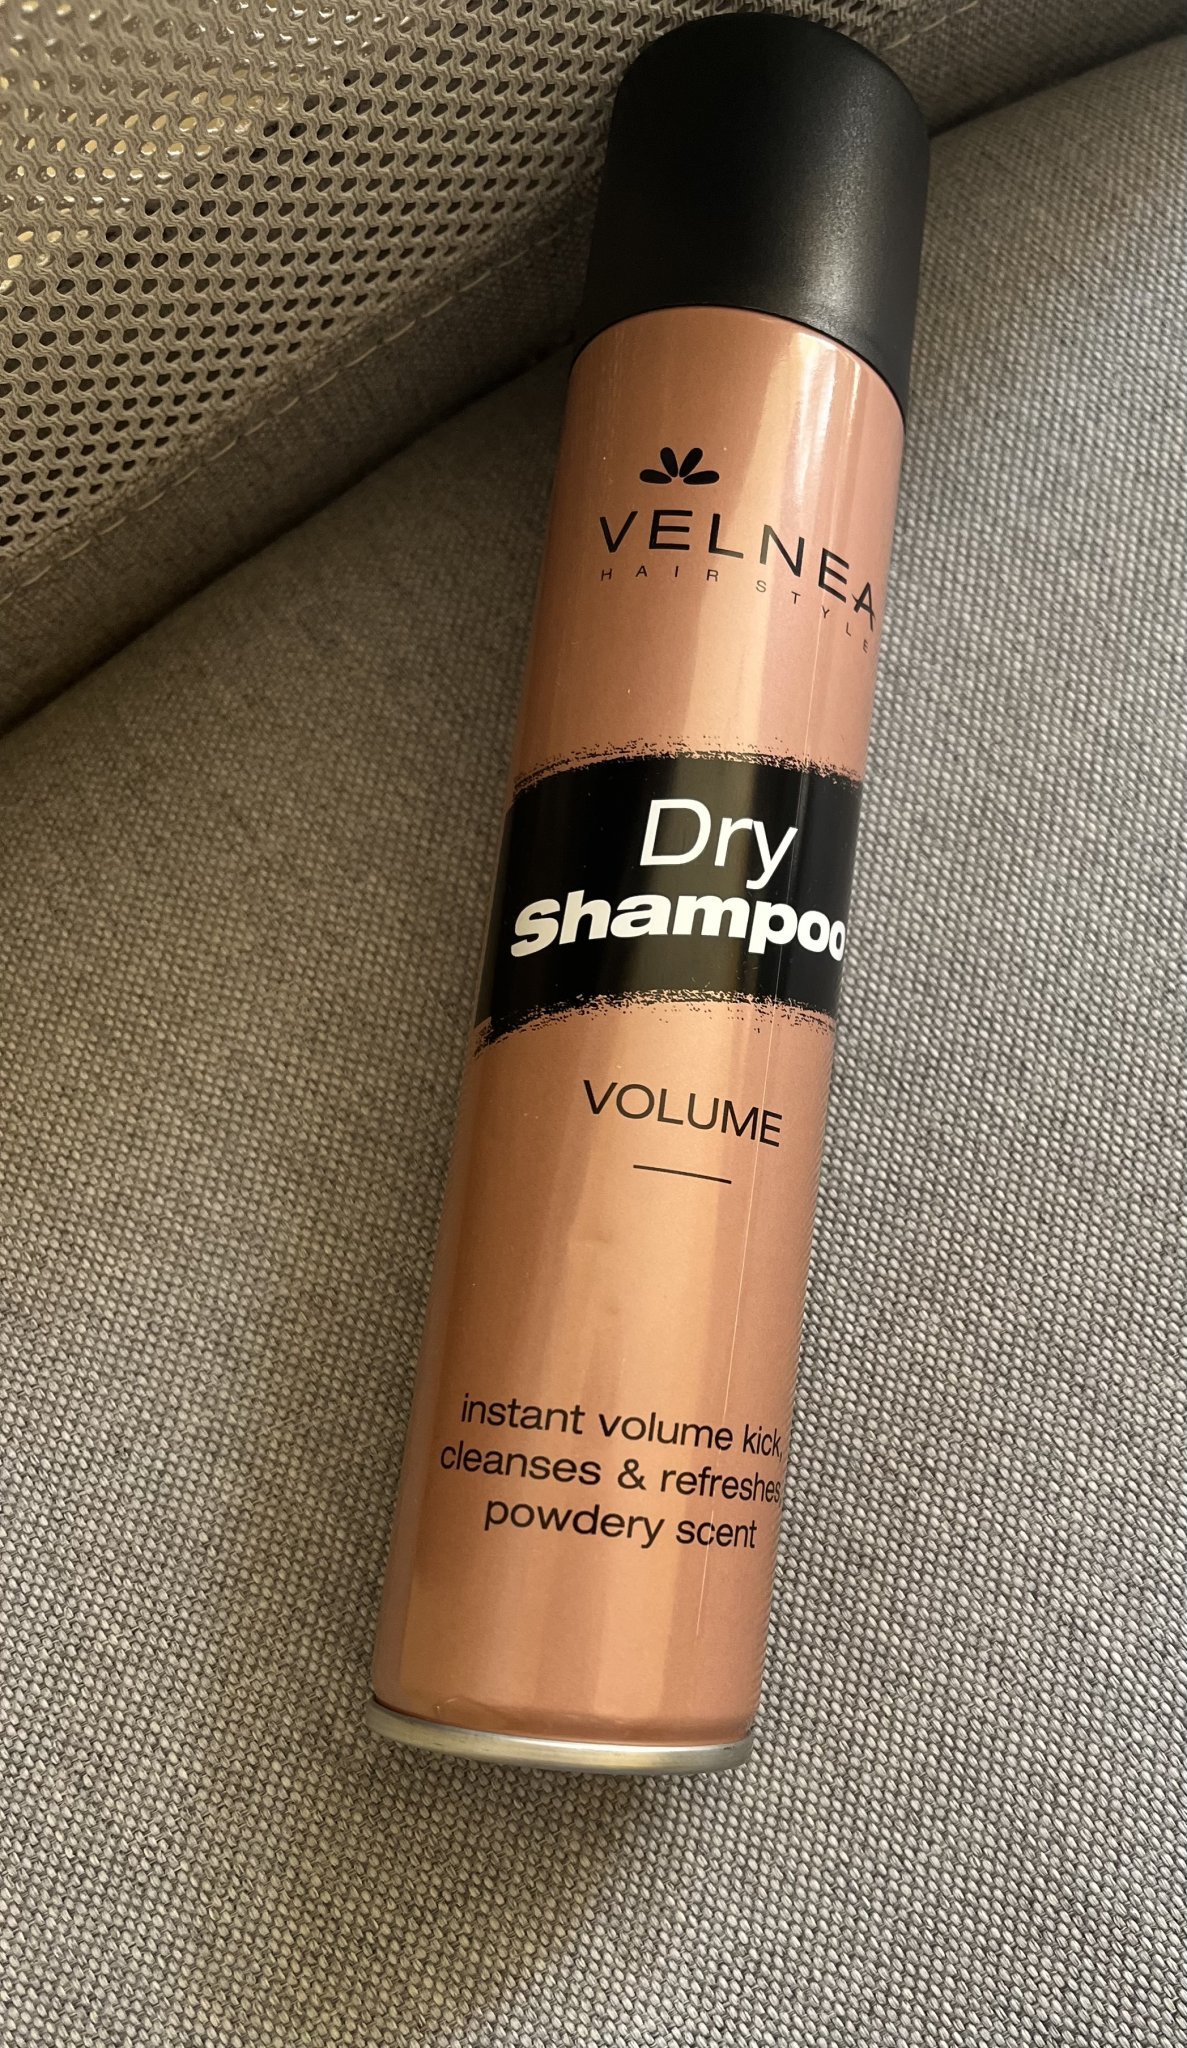 VELNEA
HAIR STYLE
Dry
shampoo
VOLUME
instant volume kick,
cleanses & refreshes,
powdery scent